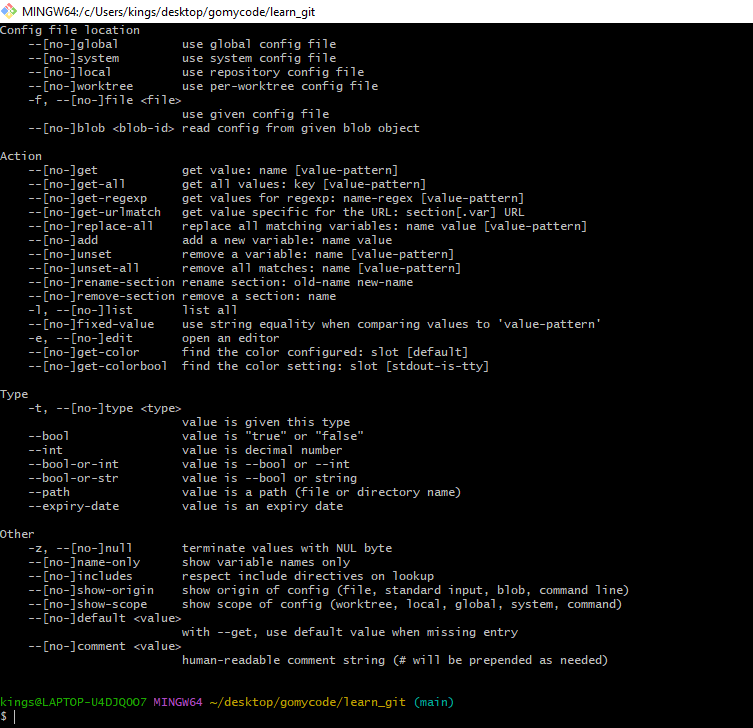 MINGW64:/c/Users/kings/desktop/gomycode/learn_git
Config file location
    --[no-]global         use global config file
    --[no-]system         use system config file
    --[no-]local          use repository config file
    --[no-]worktree       use per-worktree config file
    -f, --[no-]file <file>
                          use given config file
    --[no-]blob <blob-id> read config from given blob object

Action
    --[no-]get            get value: name [value-pattern]
    --[no-]get-all        get all values: key [value-pattern]
    --[no-]get-regexp     get values for regexp: name-regex [value-pattern]
    --[no-]get-urlmatch   get value specific for the URL: section[.var] URL
    --[no-]replace-all    replace all matching variables: name value [value-pattern]
    --[no-]add            add a new variable: name value
    --[no-]unset          remove a variable: name [value-pattern]
    --[no-]unset-all      remove all matches: name [value-pattern]
    --[no-]rename-section rename section: old-name new-name
    --[no-]remove-section remove a section: name
    -l, --[no-]list       list all
    --[no-]fixed-value    use string equality when comparing values to 'value-pattern'
    -e, --[no-]edit       open an editor
    --[no-]get-color      find the color configured: slot [default]
    --[no-]get-colorbool  find the color setting: slot [stdout-is-tty]

Type
    -t, --[no-]type <type>
                          value is given this type
    --bool                value is "true" or "false"
    --int                 value is decimal number
    --bool-or-int         value is --bool or --int
    --bool-or-str         value is --bool or string
    --path                value is a path (file or directory name)
    --expiry-date         value is an expiry date

Other
    -z, --[no-]null       terminate values with NUL byte
    --[no-]name-only      show variable names only
    --[no-]includes       respect include directives on lookup
    --[no-]show-origin    show origin of config (file, standard input, blob, command line)
    --[no-]show-scope     show scope of config (worktree, local, global, system, command)
    --[no-]default <value>
                          with --get, use default value when missing entry
    --[no-]comment <value>
                          human-readable comment string (# will be prepended as needed)

kings@LAPTOP-U4DJQOO7 MINGW64 ~/desktop/gomycode/learn_git (main)
$